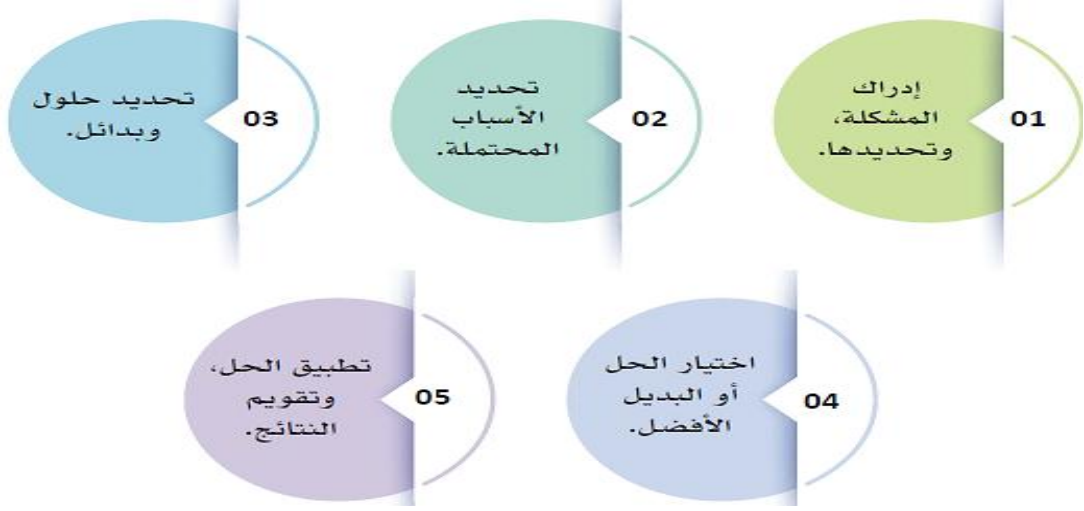 01
إدراك
المشكلة،
وتحديدها.
02
تحديد
الأسباب
المحتملة.
03
تحديد حلول
وبدائل.
04
اختيار الحل
أو البديل
الأفضل.
05
تطبيق الحل،
وتقويم
النتائج.